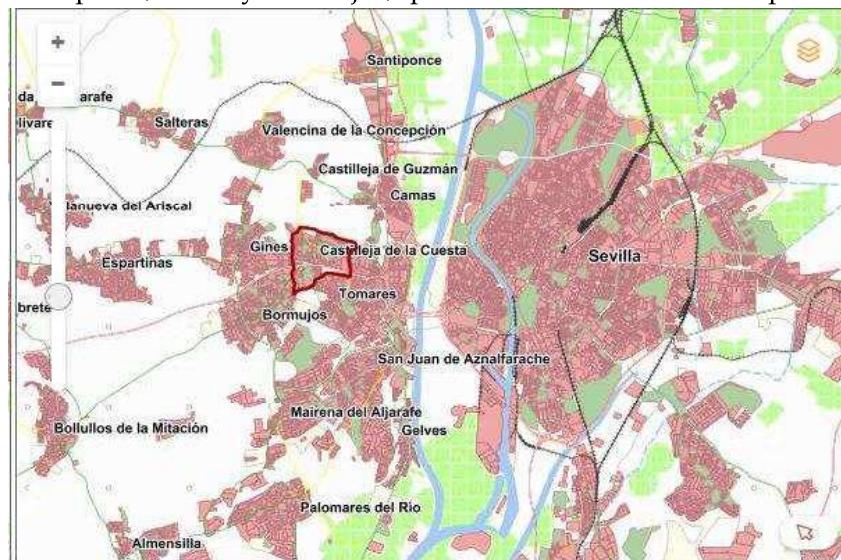 +
Santiponce
−
arafe
Salteras
Valencina de la Concepción
Castilleja de Guzmán
Camas
Gines
Castilleja de la Cuesta
Sevilla
Espartinas
Tomares
Bormujos
San Juan de Aznalfarache
Mairena del Aljarafe
Bollullos de la Mitación
Gelves
Palomares del Río
Almensilla